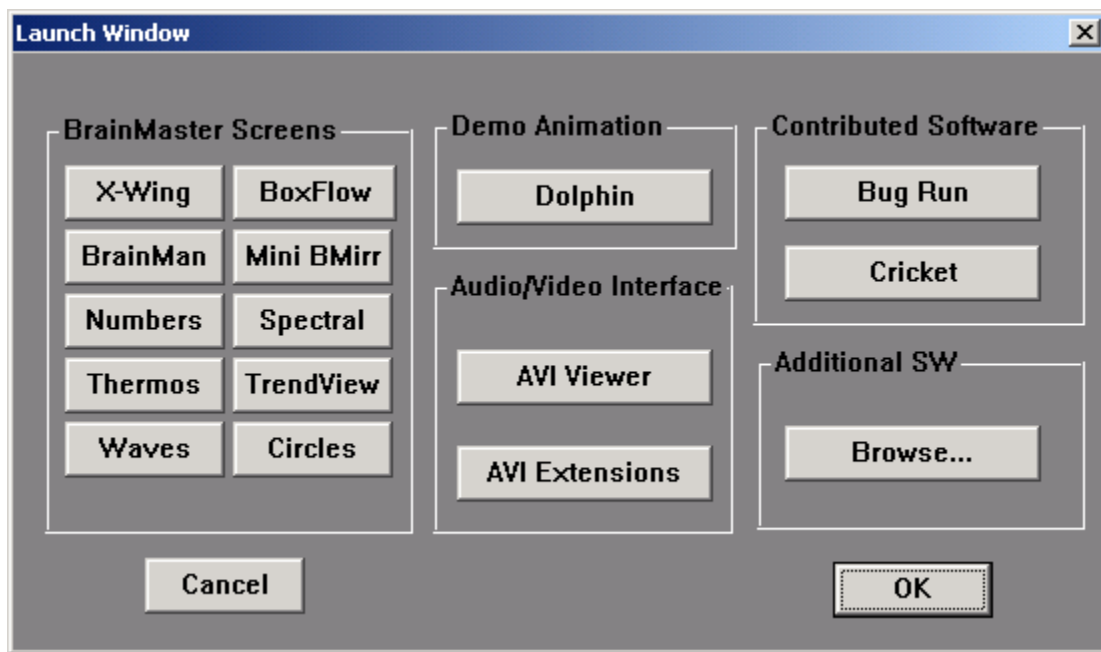 Launch Window
BrainMaster Screens
X-Wing
BoxFlow
BrainMan
Mini BMirr
Numbers
Spectral
Thermos
TrendView
Waves
Circles
Demo Animation
Dolphin
Audio/Video Interface
AVI Viewer
AVI Extensions
Contributed Software
Bug Run
Cricket
Additional SW
Browse...
Cancel
OK